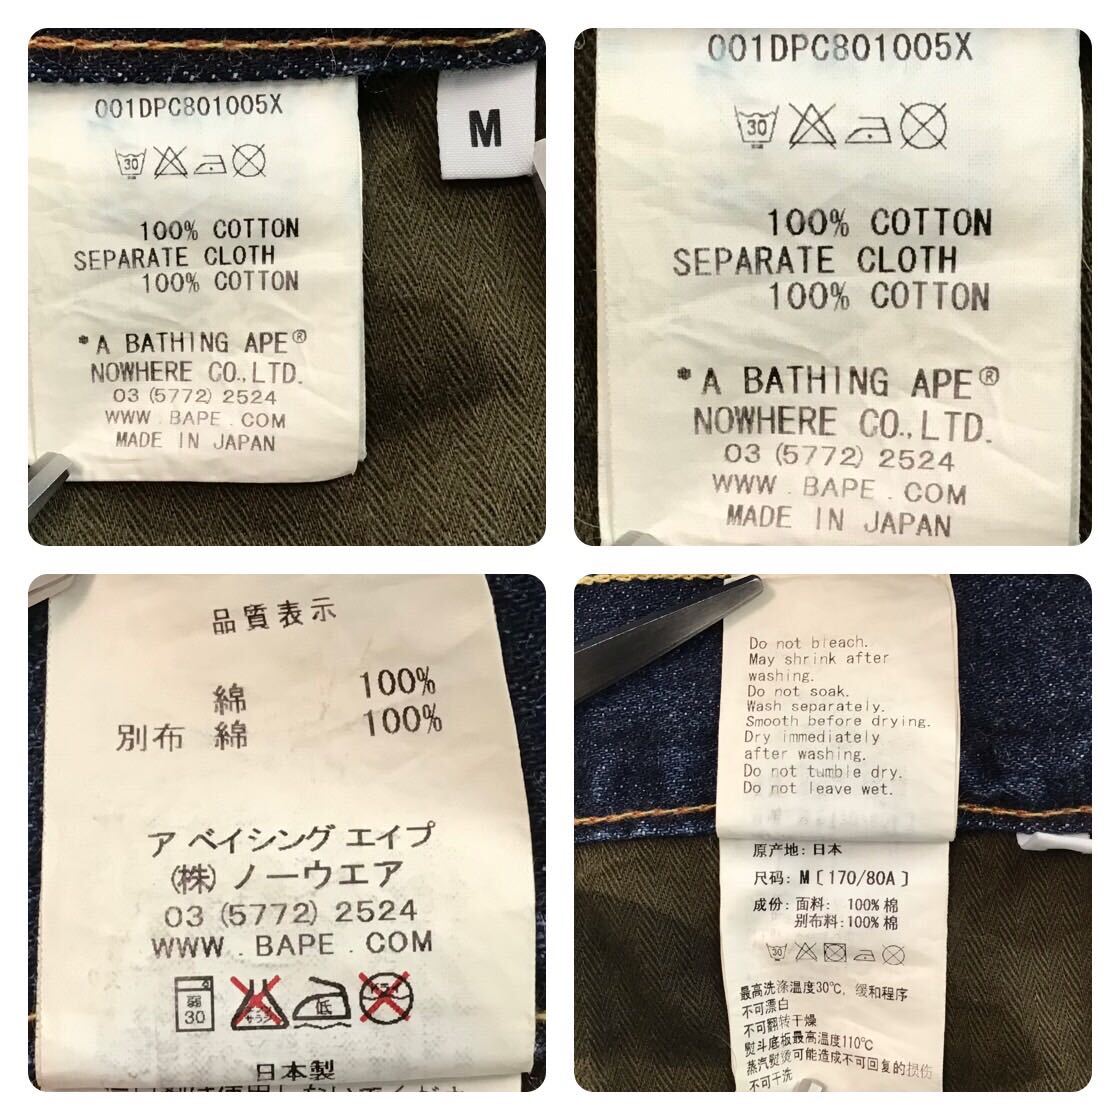 001DPC801005X
M
30
100% COTTON
SEPARATE CLOTH
100% COTTON
*A BATHING APE®
NOWHERE CO.,LTD.
03 (5772) 2524
WWW . BAPE . COM
MADE IN JAPAN
001DPC801005X
30
100% COTTON
SEPARATE CLOTH
100% COTTON
*A BATHING APE®
NOWHERE CO.,LTD.
03 (5772) 2524
WWW . BAPE . COM
MADE IN JAPAN
品質表示
綿 100%
別布 綿 100%
ア ベイシング エイプ
(株) ノーウエア
03 (5772) 2524
WWW . BAPE . COM
弱 30 低
日本製
Do not bleach.
May shrink after
washing.
Do not soak.
Wash separately.
Smooth before drying.
Dry immediately
after washing.
Do not tumble dry.
Do not leave wet.
原产地: 日本
尺码: M [170/80A]
成份: 面料: 100% 棉
别布料:100% 棉
30
最高洗涤温度30℃, 缓和程序
不可漂白
不可翻转干燥
熨斗底板最高温度110℃
蒸汽熨烫可能造成不可回复的损伤
不可干洗